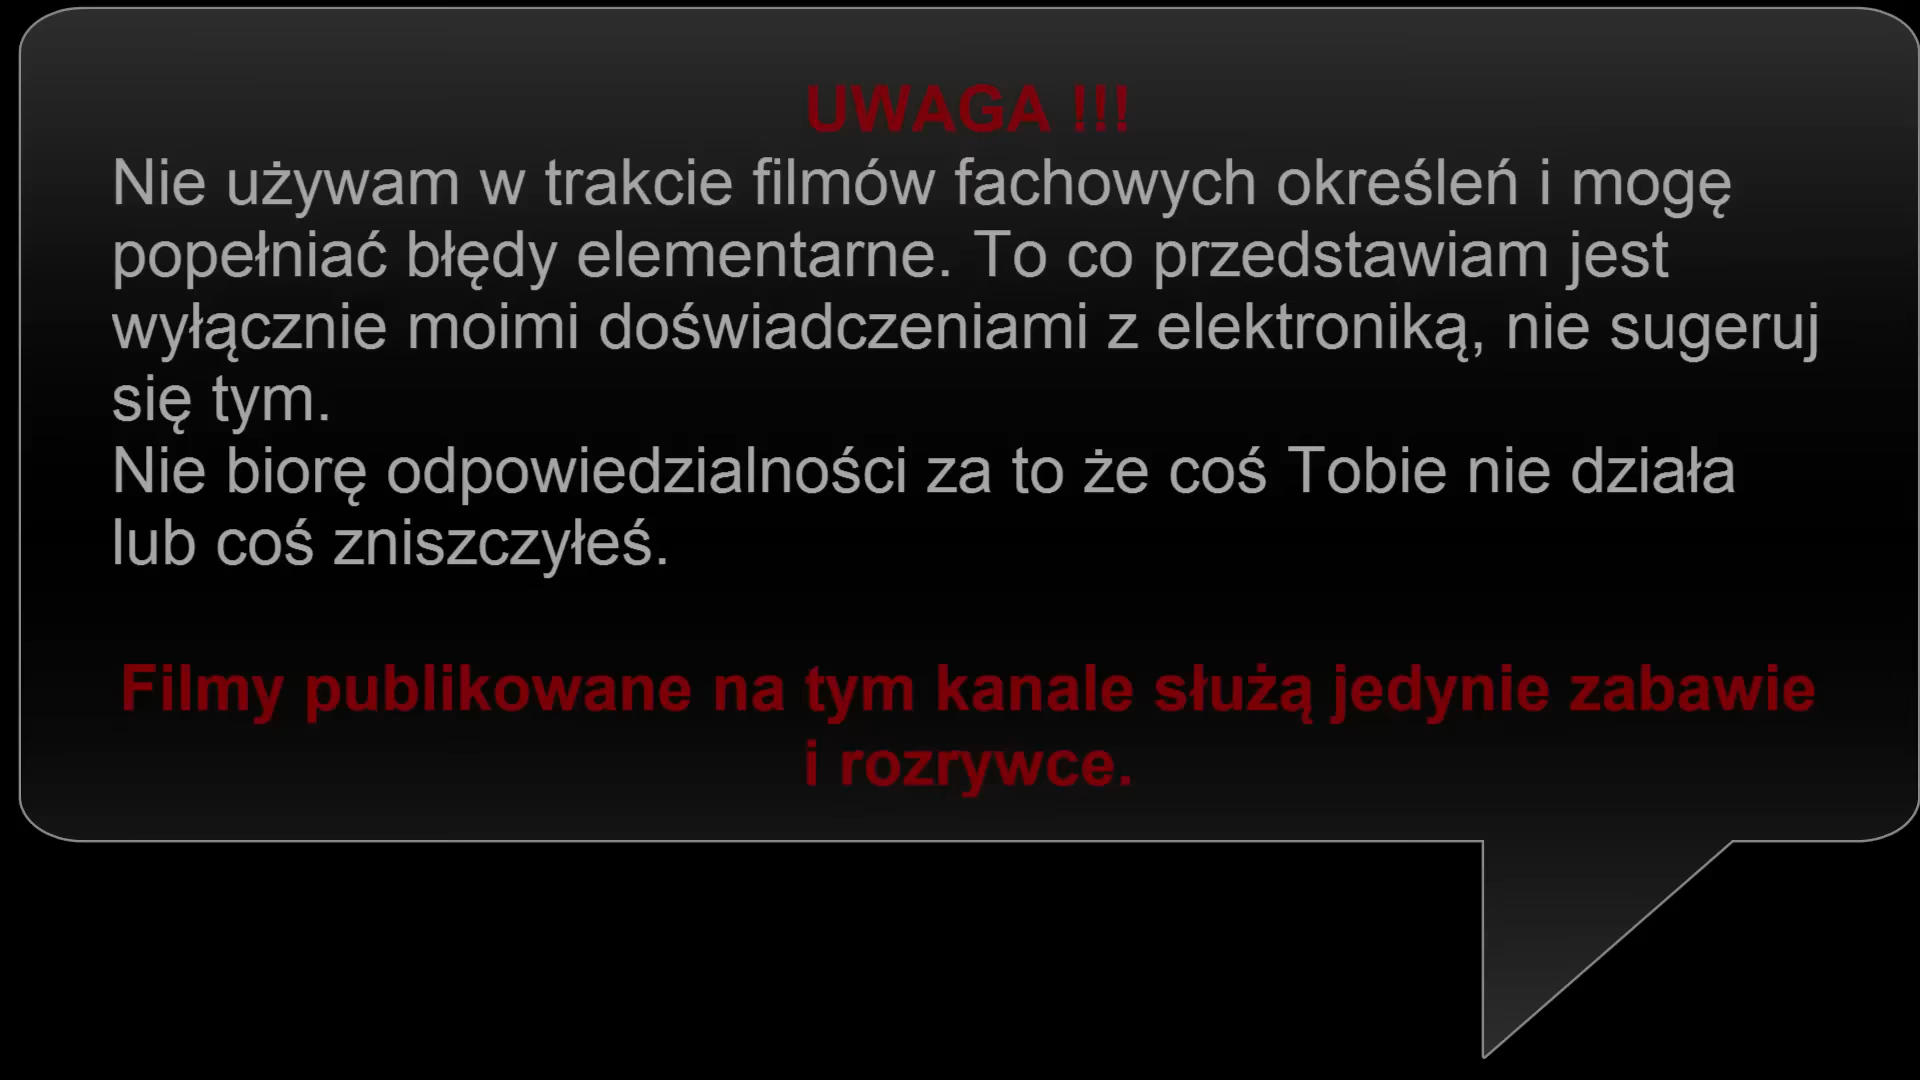 UWAGA !!!
Nie używam w trakcie filmów fachowych określeń i mogę
popełniać błędy elementarne. To co przedstawiam jest
wyłącznie moimi doświadczeniami z elektroniką, nie sugeruj
się tym.
Nie biorę odpowiedzialności za to że coś Tobie nie działa
lub coś zniszczyłeś.
Filmy publikowane na tym kanale służą jedynie zabawie
i rozrywce.